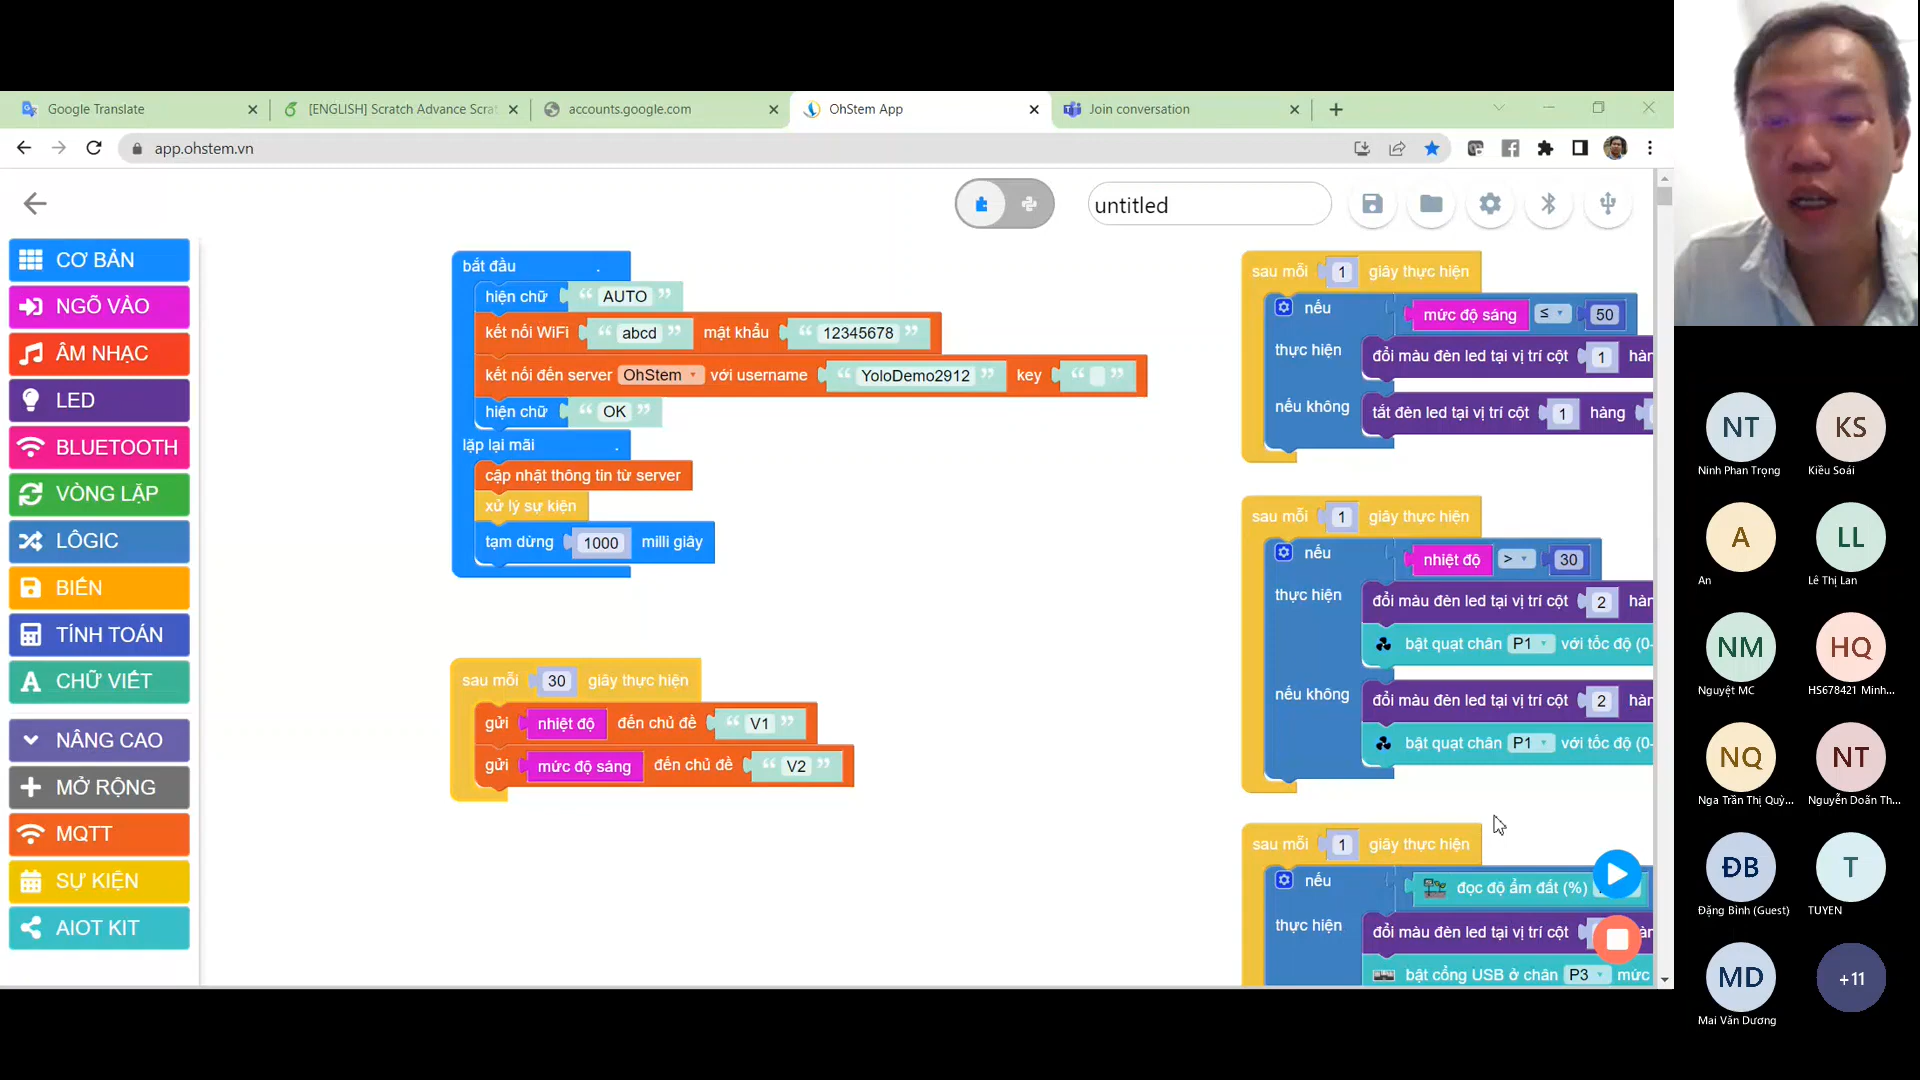 Google Translate
[ENGLISH] Scratch Advance Scra
accounts.google.com
OhStem App
Join conversation
app.ohstem.vn
untitled
CƠ BẢN
NGÕ VÀO
ÂM NHẠC
LED
BLUETOOTH
VÒNG LẶP
LÔGIC
BIẾN
TÍNH TOÁN
CHỮ VIẾT
NÂNG CAO
MỞ RỘNG
MQTT
SỰ KIỆN
AIOT KIT
bắt đầu .
hiện chữ “ AUTO ”
kết nối WiFi “ abcd ” mật khẩu “ 12345678 ”
kết nối đến server OhStem với username “ YoloDemo2912 ” key “ ”
hiện chữ “ OK ”
lặp lại mãi .
cập nhật thông tin từ server
xử lý sự kiện
tạm dừng 1000 milli giây
sau mỗi 30 giây thực hiện
gửi nhiệt độ đến chủ đề “ V1 ”
gửi mức độ sáng đến chủ đề “ V2 ”
sau mỗi 1 giây thực hiện
nếu mức độ sáng ≤ 50
thực hiện đổi màu đèn led tại vị trí cột 1 hàn
nếu không tắt đèn led tại vị trí cột 1 hàng
sau mỗi 1 giây thực hiện
nếu nhiệt độ > 30
thực hiện đổi màu đèn led tại vị trí cột 2 hàn
bật quạt chân P1 với tốc độ (0-
nếu không đổi màu đèn led tại vị trí cột 2 hàn
bật quạt chân P1 với tốc độ (0-
sau mỗi 1 giây thực hiện
nếu đọc độ ẩm đất (%)
thực hiện đổi màu đèn led tại vị trí cột
bật cổng USB ở chân P3 mức
NT
Ninh Phan Trọng
KS
Kiều Soái
A
An
LL
Lê Thị Lan
NM
Nguyệt MC
HQ
HS678421 Minh...
NQ
Nga Trần Thị Quỳ...
NT
Nguyễn Doãn Th...
ĐB
Đặng Bình (Guest)
T
TUYEN
MD
Mai Văn Dương
+11